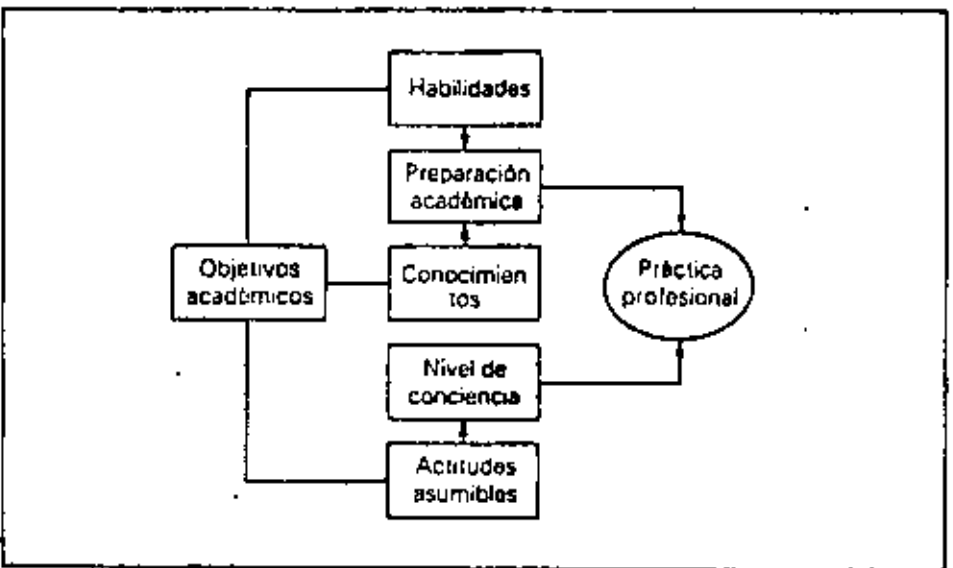 Habilidades
Preparación
académica
Objetivos
académicos
Conocimien
tos
Práctica
profesional
Nivel de
conciencia
Actitudes
asumibles